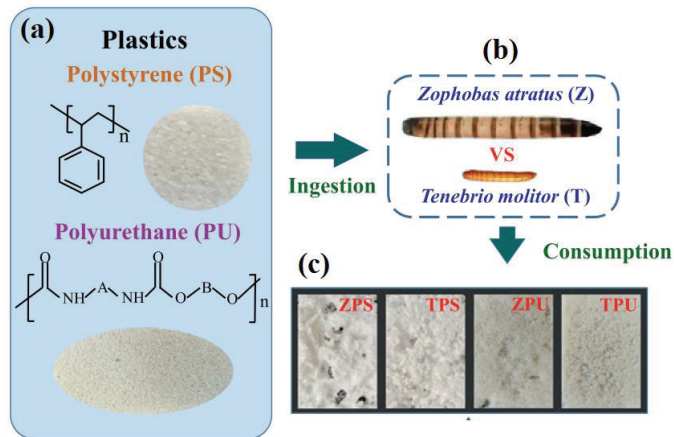 (a)
Plastics
Polystyrene (PS)
n
Polyurethane (PU)
O
O
NH
A
NH
O
B
O
n
Ingestion
(b)
Zophobas atratus (Z)
VS
Tenebrio molitor (T)
Consumption
(c)
ZPS
TPS
ZPU
TPU